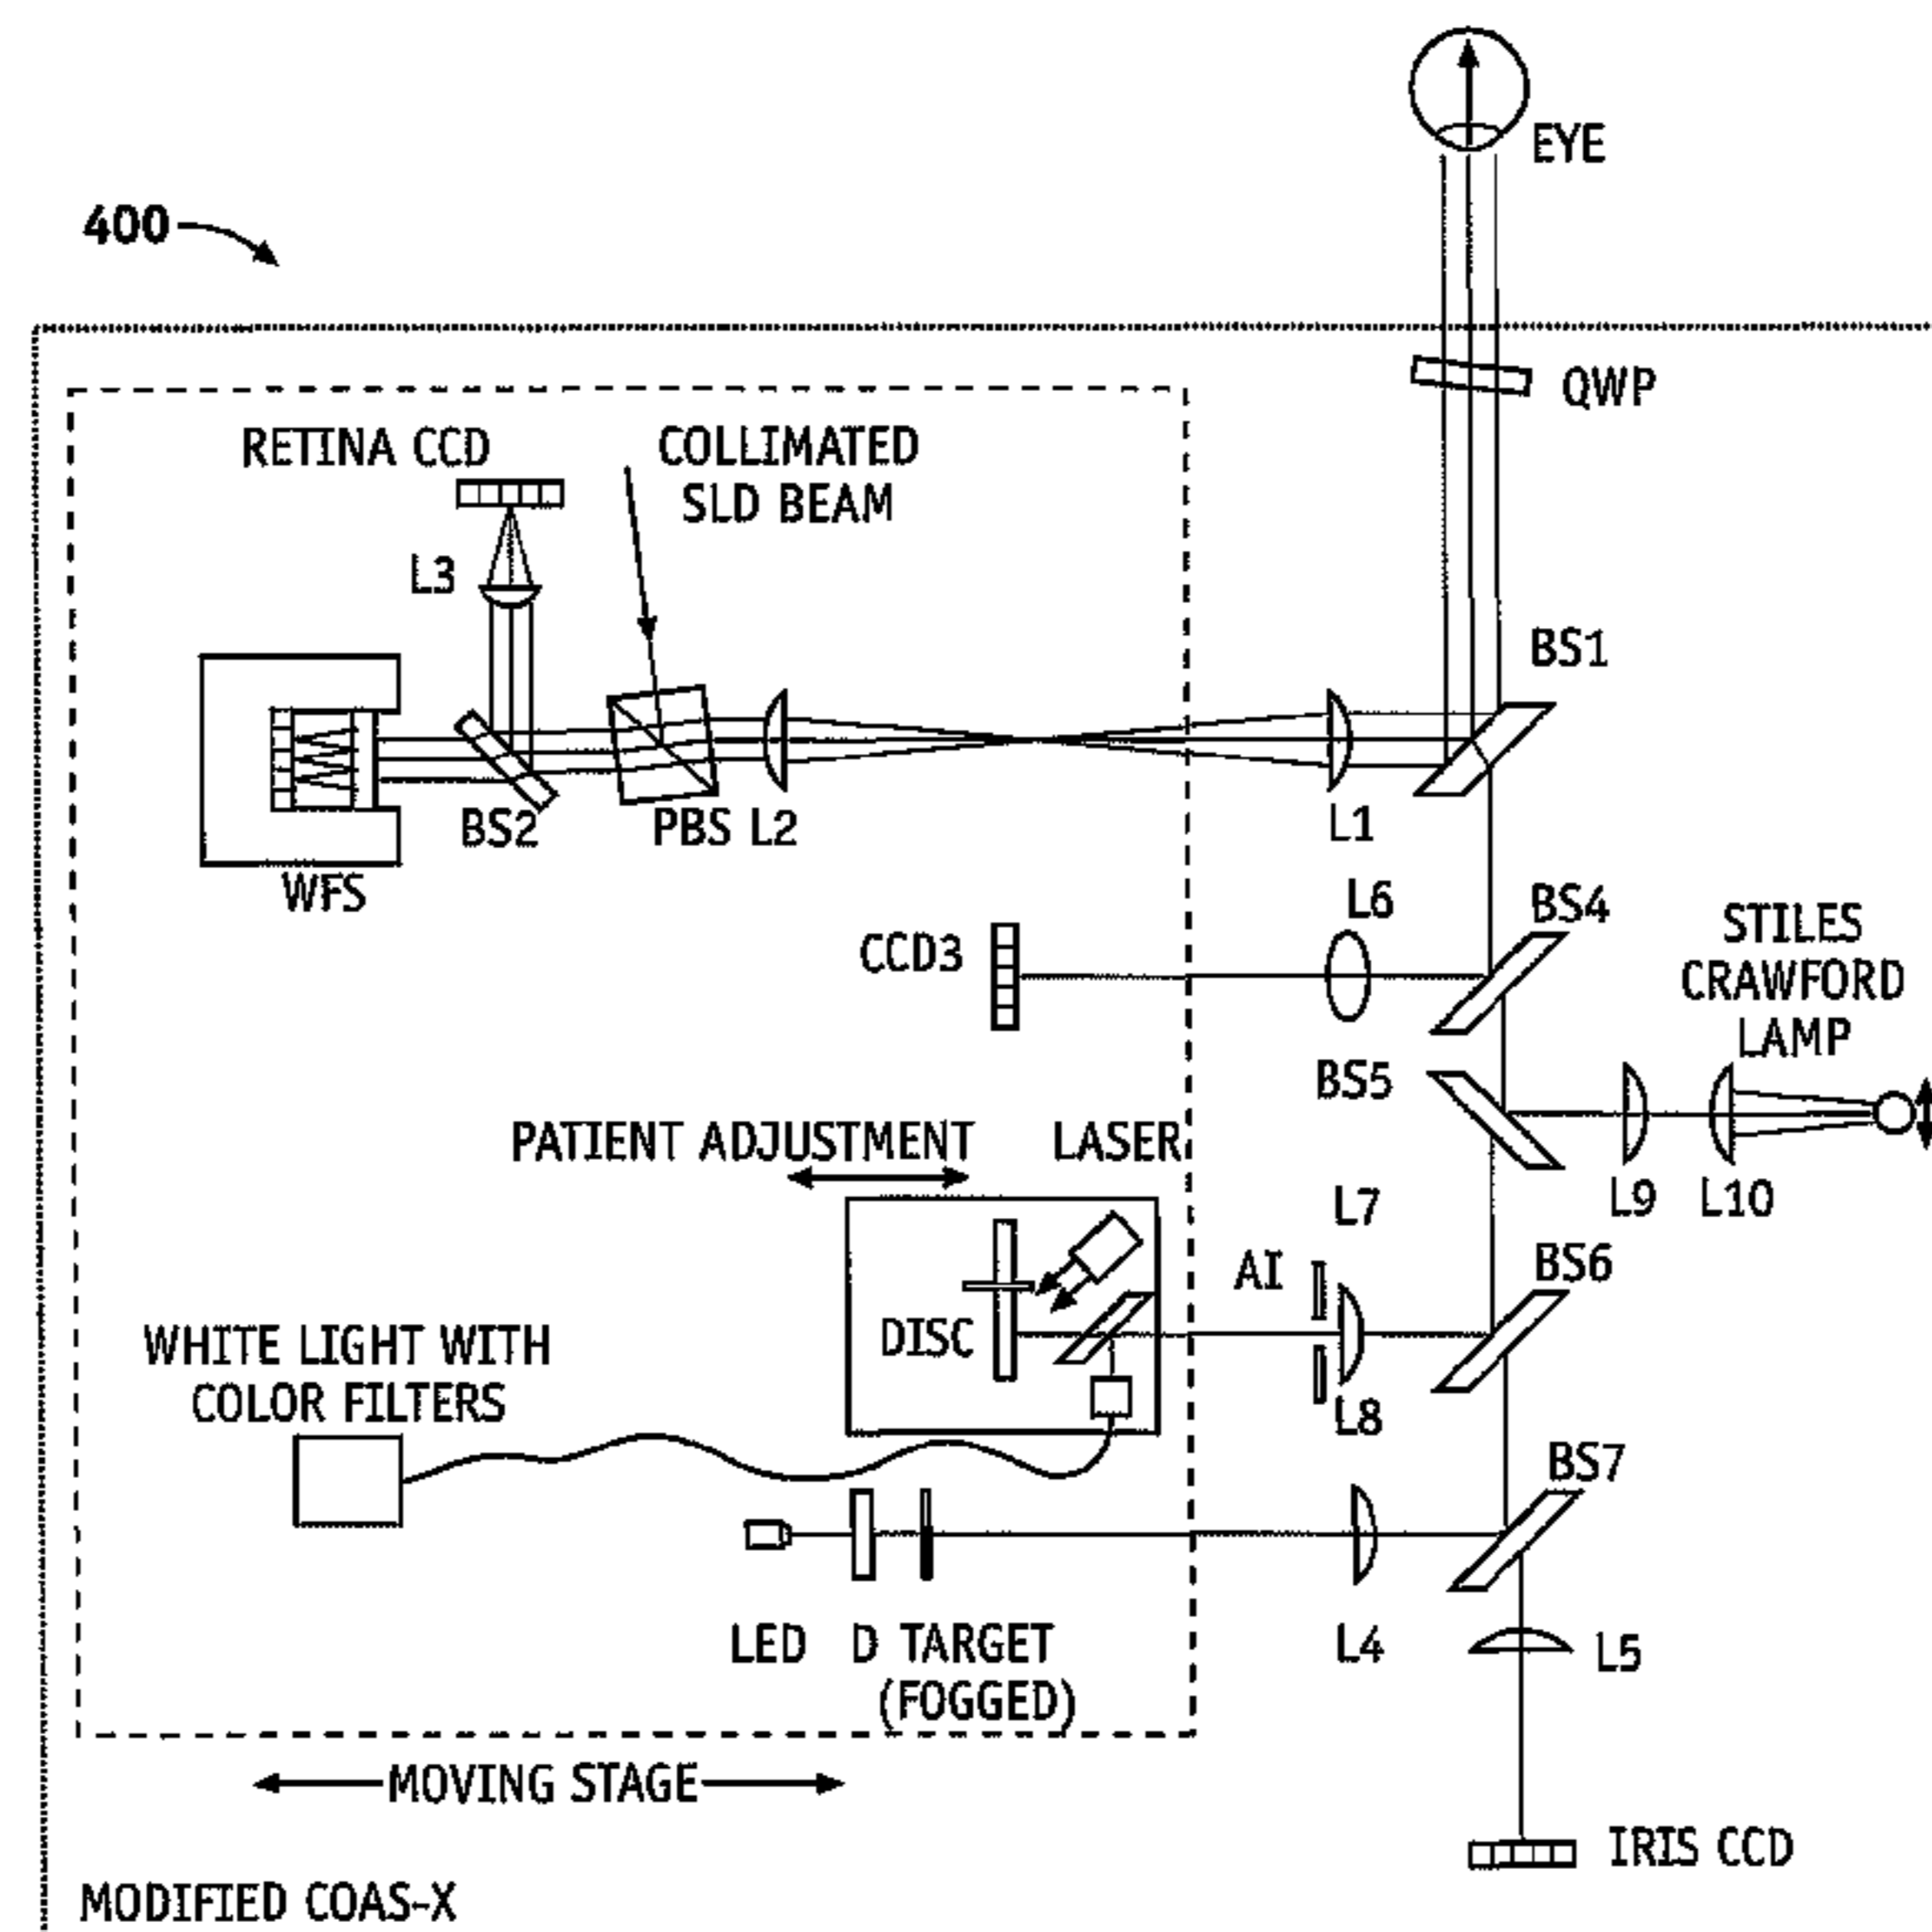 EYE
400
QWP
RETINA CCD
COLLIMATED
SLD BEAM
L3
BS1
BS2
PBS
L2
L1
WFS
L6
BS4
CCD3
STILES
CRAWFORD
LAMP
BS5
PATIENT ADJUSTMENT
LASER
L7
L9
L10
AI
BS6
DISC
WHITE LIGHT WITH
COLOR FILTERS
L8
BS7
LED
D
TARGET
(FOGGED)
L4
L5
MOVING STAGE
IRIS CCD
MODIFIED COAS-X